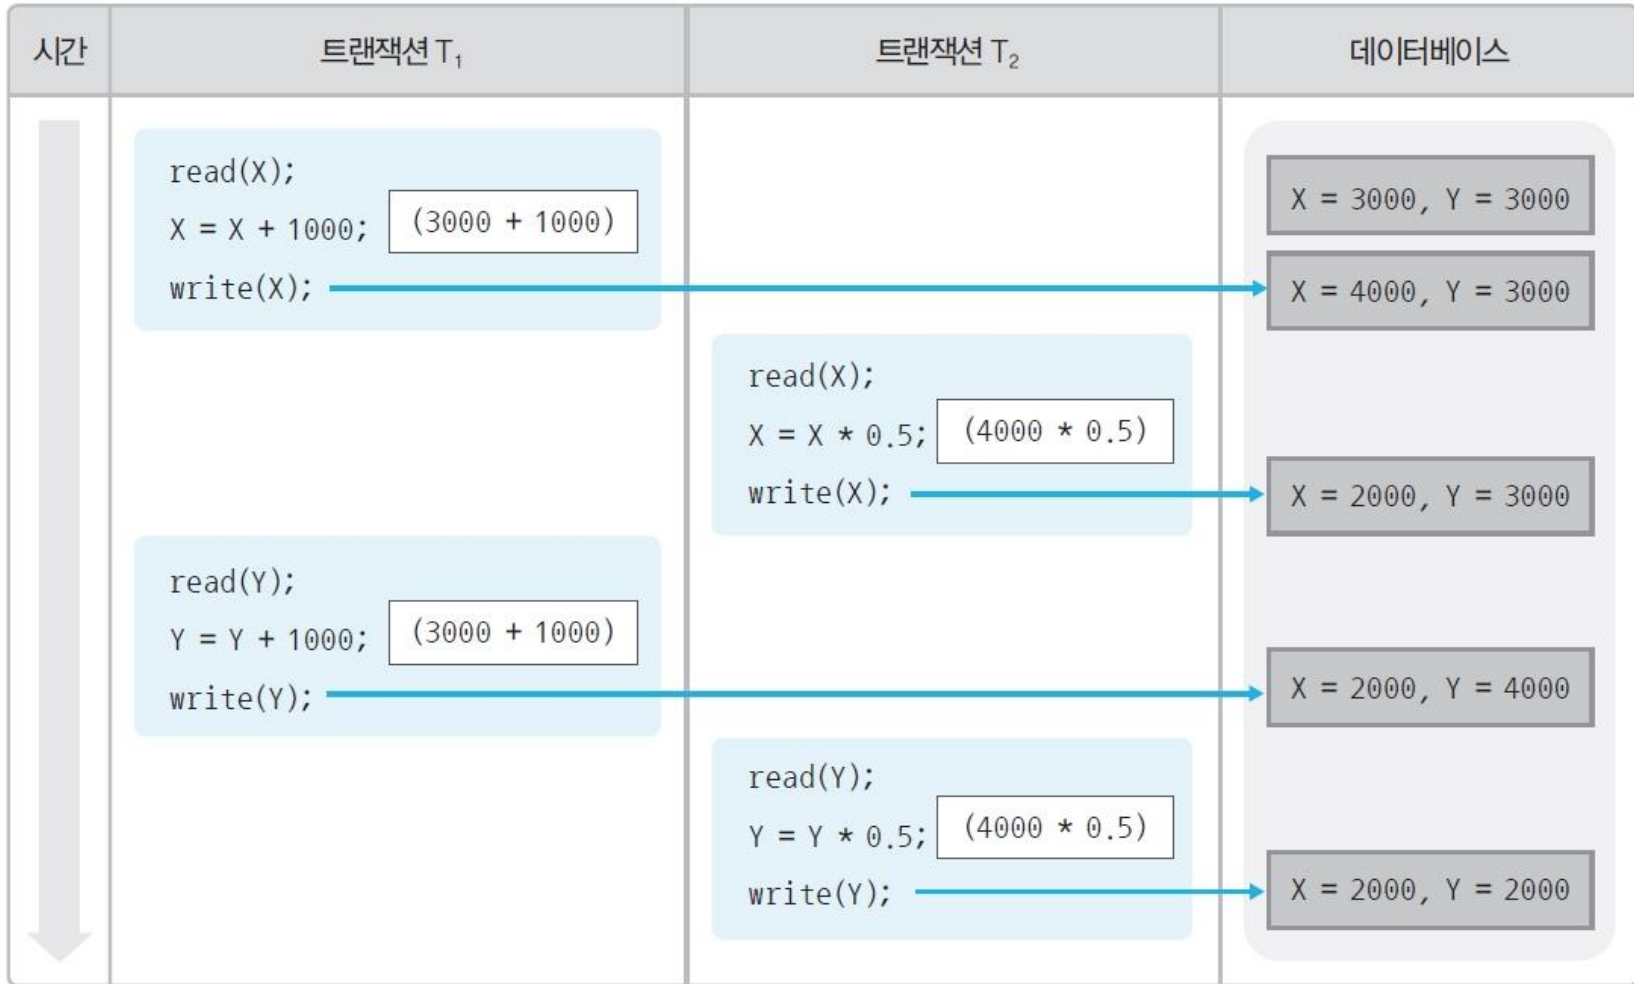 시간
트랜잭션 T₁
트랜잭션 T₂
데이터베이스
X = 3000, Y = 3000
read(X);
X = X + 1000; (3000 + 1000)
write(X);
X = 4000, Y = 3000
read(X);
X = X * 0.5; (4000 * 0.5)
write(X);
X = 2000, Y = 3000
read(Y);
Y = Y + 1000; (3000 + 1000)
write(Y);
X = 2000, Y = 4000
read(Y);
Y = Y * 0.5; (4000 * 0.5)
write(Y);
X = 2000, Y = 2000